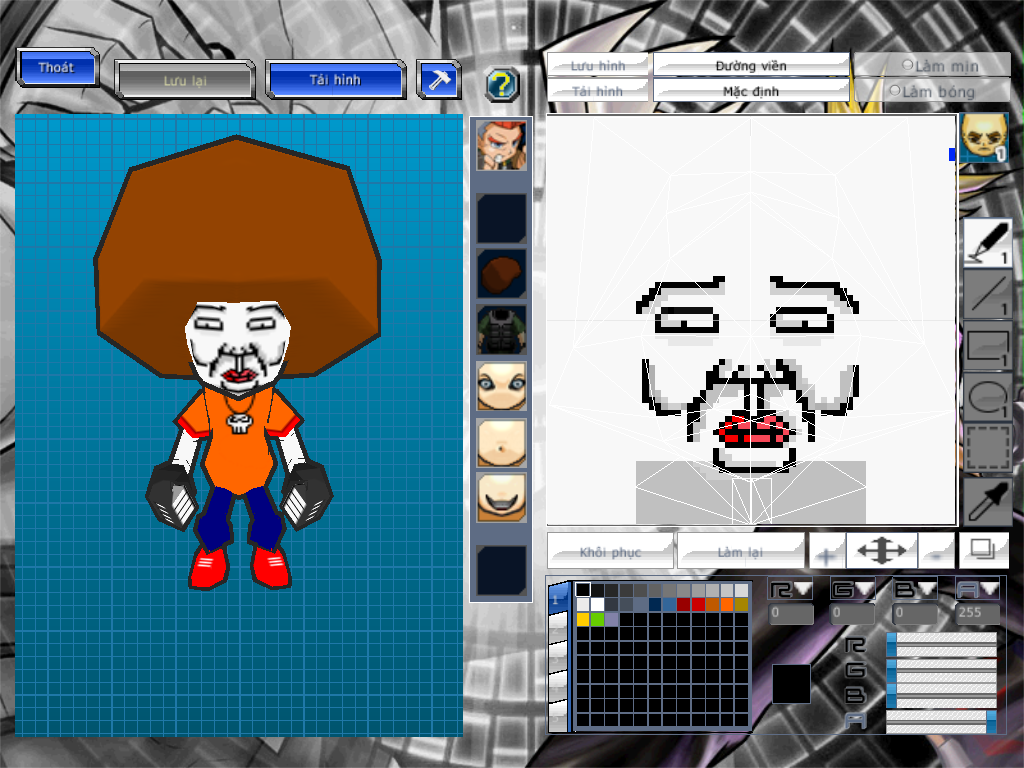 Thoát
Lưu lại
Tải hình
?
Lưu hình
Đường viền
Làm mịn
Tải hình
Mặc định
Làm bóng
1
1
1
1
1
Khôi phục
Làm lại
+
-
1
R
G
B
A
0
0
0
255
R
G
B
A